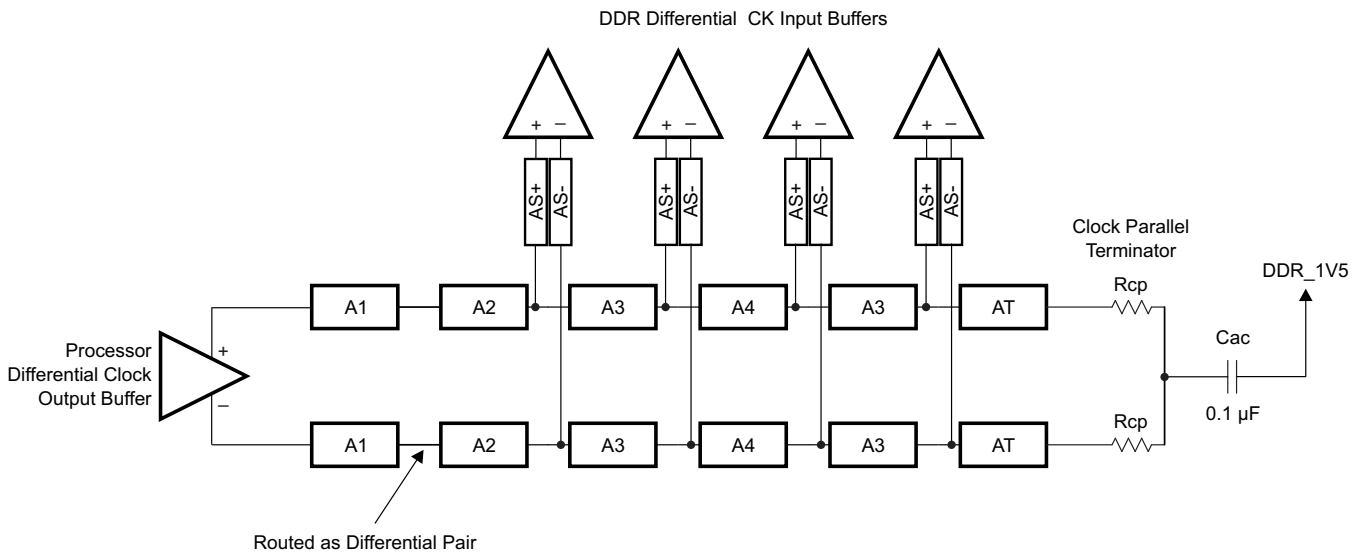 DDR Differential CK Input Buffers
+ –
+ –
+ –
+ –
AS+ AS-
AS+ AS-
AS+ AS-
AS+ AS-
Clock Parallel
Terminator
DDR_1V5
A1 A2 A3 A4 A3 AT
Rcp
Processor
Differential Clock
Output Buffer
+
–
Cac
0.1 µF
A1 A2 A3 A4 A3 AT
Rcp
Routed as Differential Pair